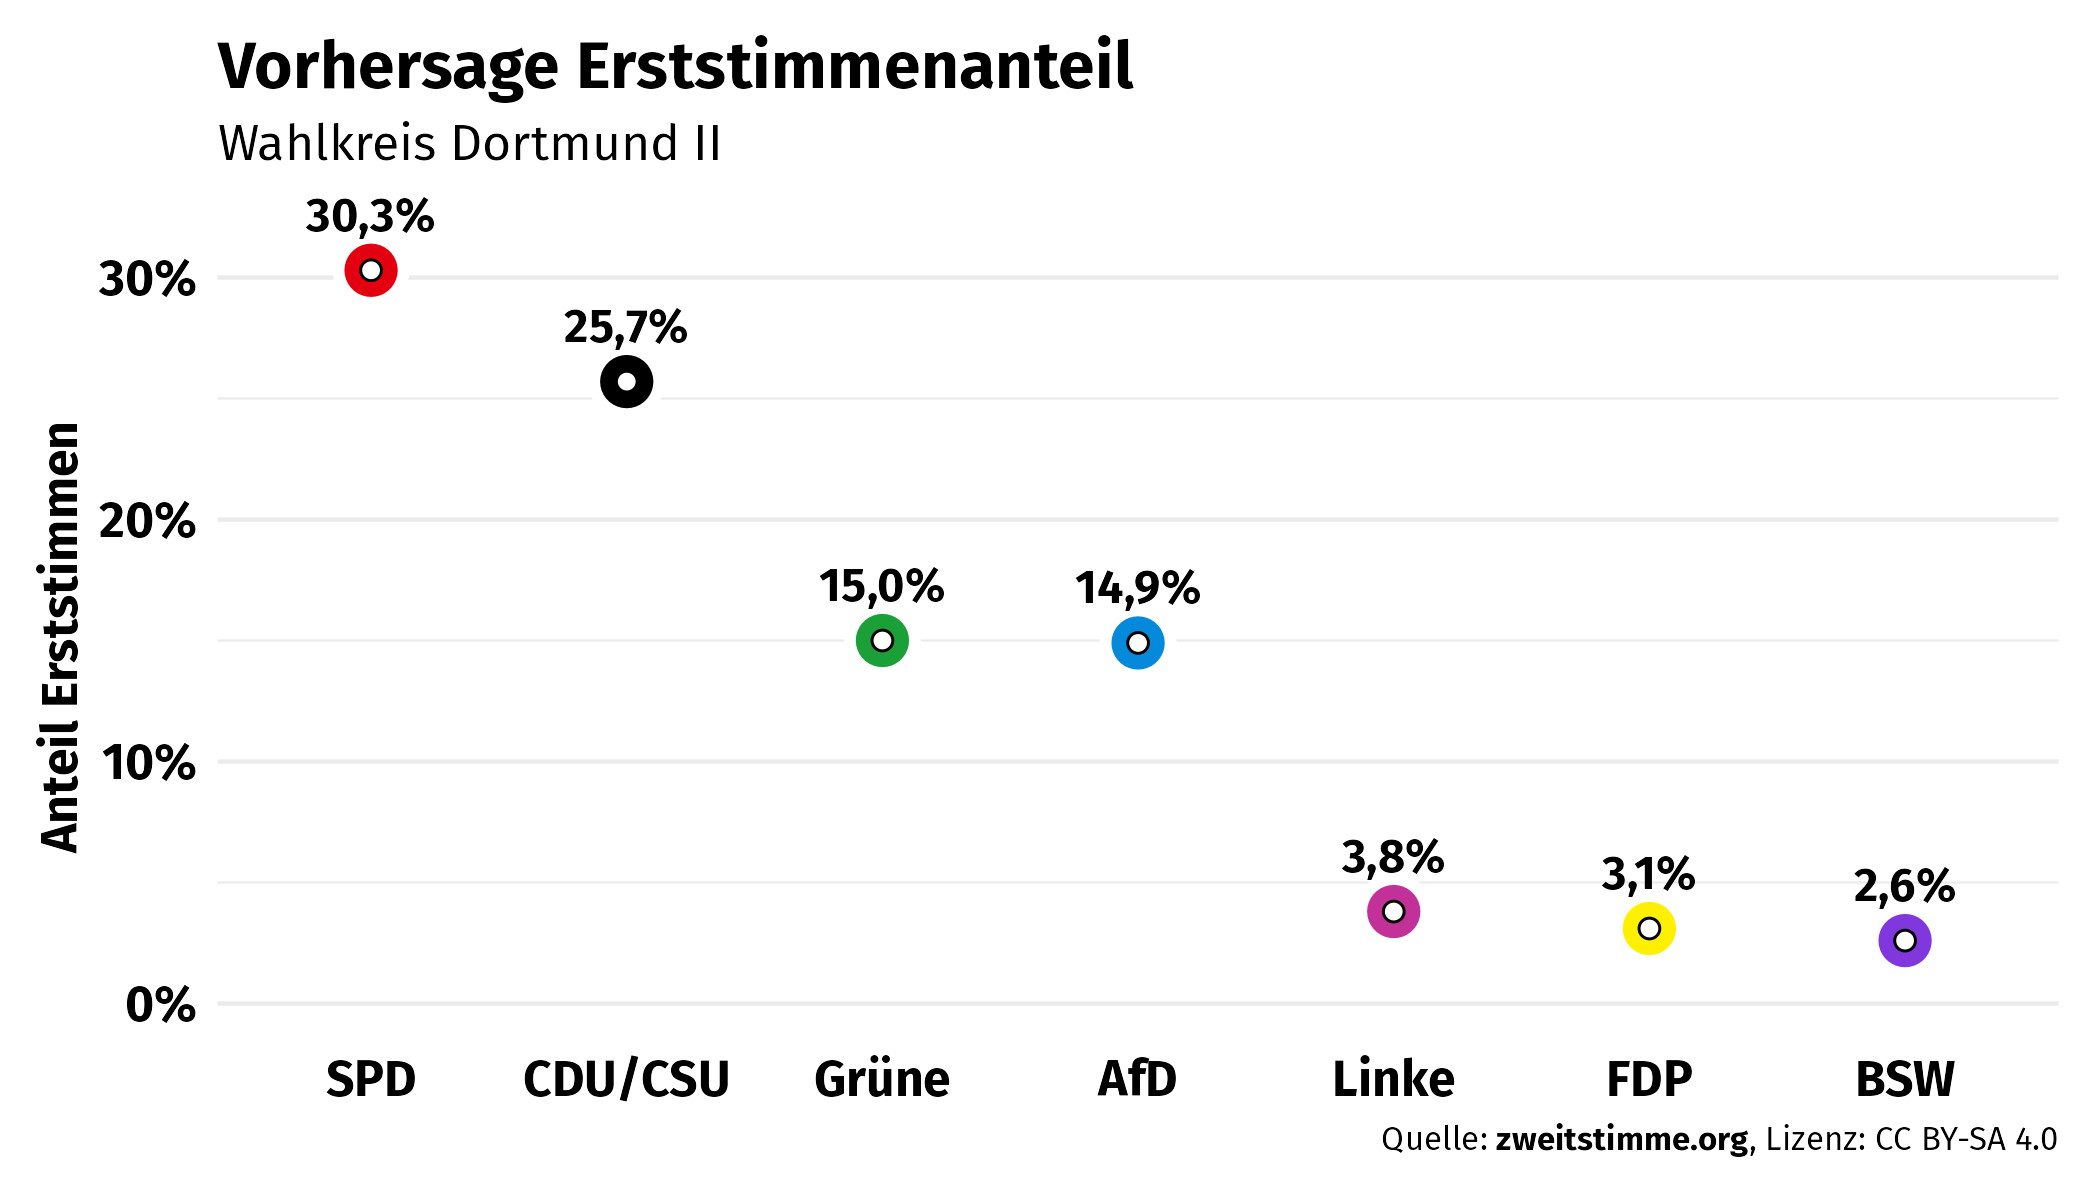 Vorhersage Erststimmenanteil
Wahlkreis Dortmund II
Anteil Erststimmen
30%
20%
10%
0%
30,3%
25,7%
15,0%
14,9%
3,8%
3,1%
2,6%
SPD CDU/CSU Grüne AfD Linke FDP BSW
Quelle: zweitstimme.org, Lizenz: CC BY-SA 4.0